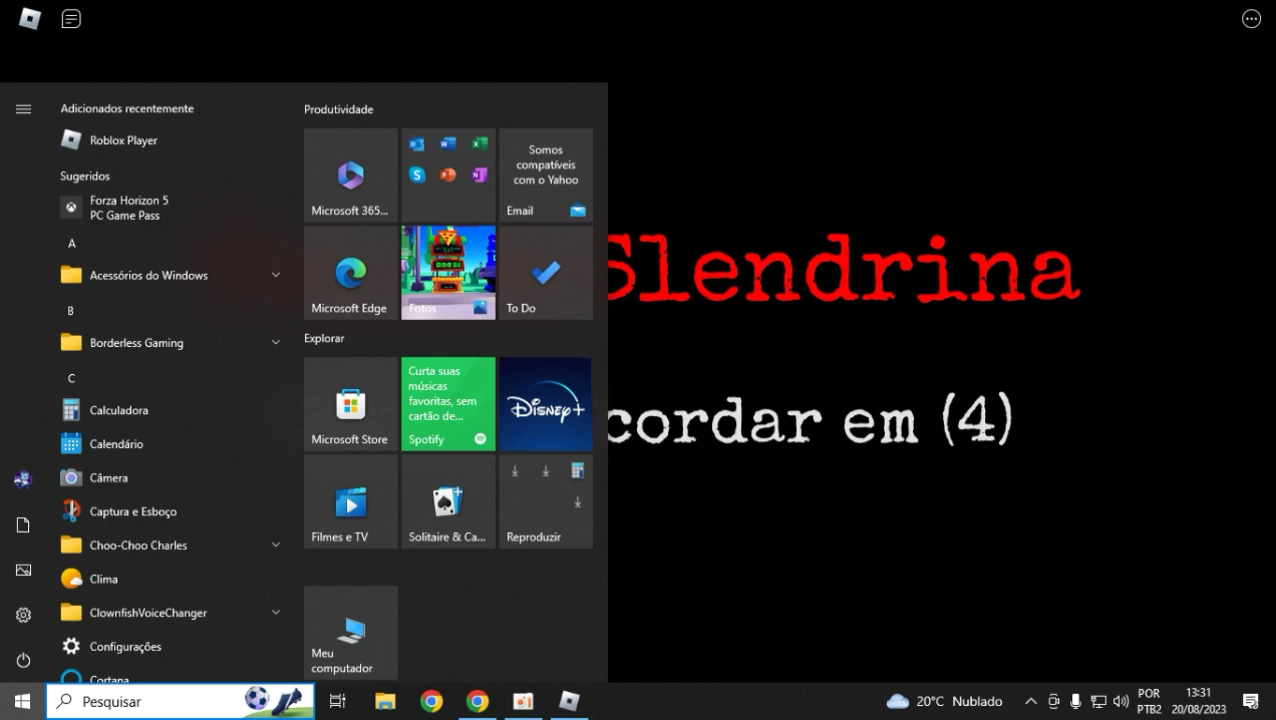 Adicionados recentemente
Roblox Player
Sugeridos
Forza Horizon 5
PC Game Pass
A
Acessórios do Windows
B
Borderless Gaming
C
Calculadora
Calendário
Câmera
Captura e Esboço
Choo-Choo Charles
Clima
ClownfishVoiceChanger
Configurações
Cortana
Produtividade
Microsoft 365...
Somos
compatíveis
com o Yahoo
Email
Microsoft Edge
Fotos
To Do
Explorar
Microsoft Store
Curta suas
músicas
favoritas, sem
cartão de...
Spotify
Disney+
Filmes e TV
Solitaire & Ca...
Reproduzir
Meu
computador
Slendrina
cordar em (4)
Pesquisar
20°C Nublado
POR
PTB2
13:31
20/08/2023